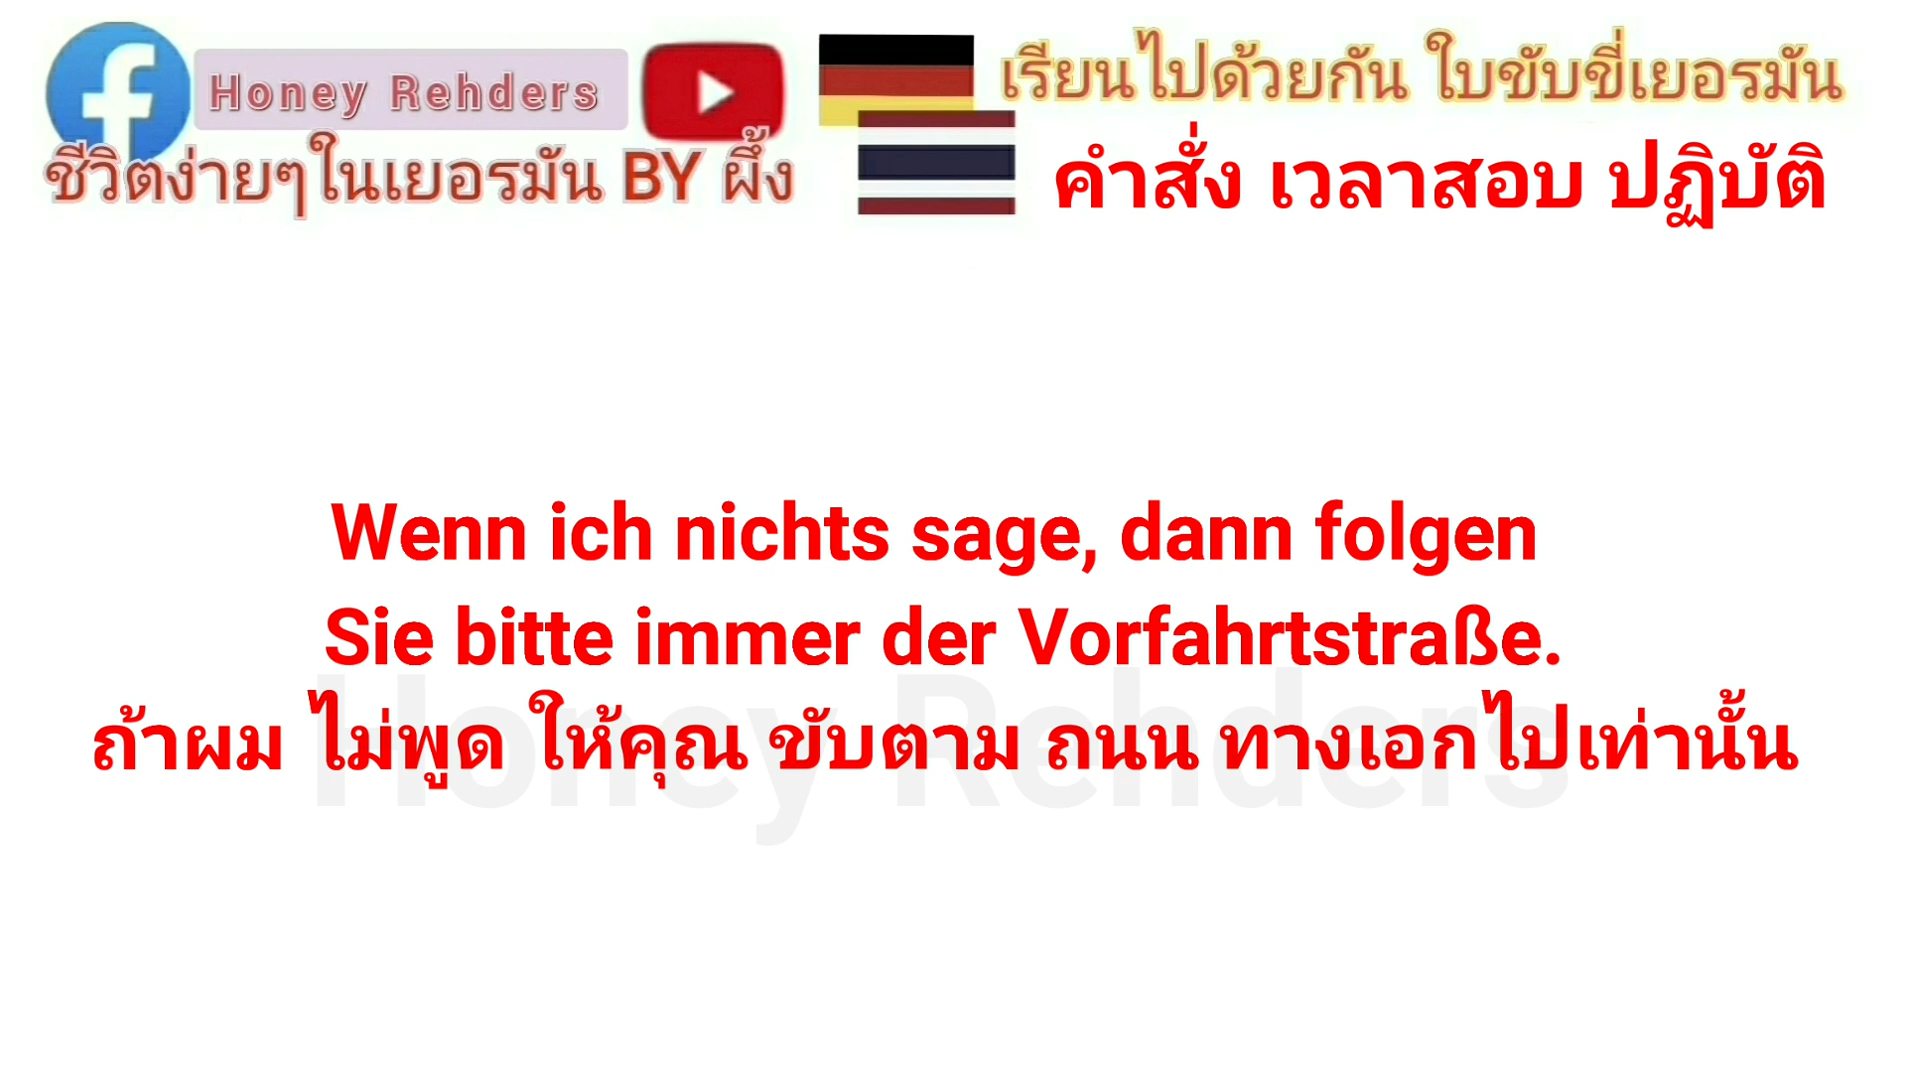 Honey Rehders
เรียนไปด้วยกัน ใบขับขี่เยอรมัน
ชีวิตง่ายๆในเยอรมัน BY ผึ้ง
คำสั่ง เวลาสอบ ปฏิบัติ
Wenn ich nichts sage, dann folgen
Sie bitte immer der Vorfahrtstraße.
ถ้าผม ไม่พูด ให้คุณ ขับตาม ถนน ทางเอกไปเท่านั้น
Honey Rehders